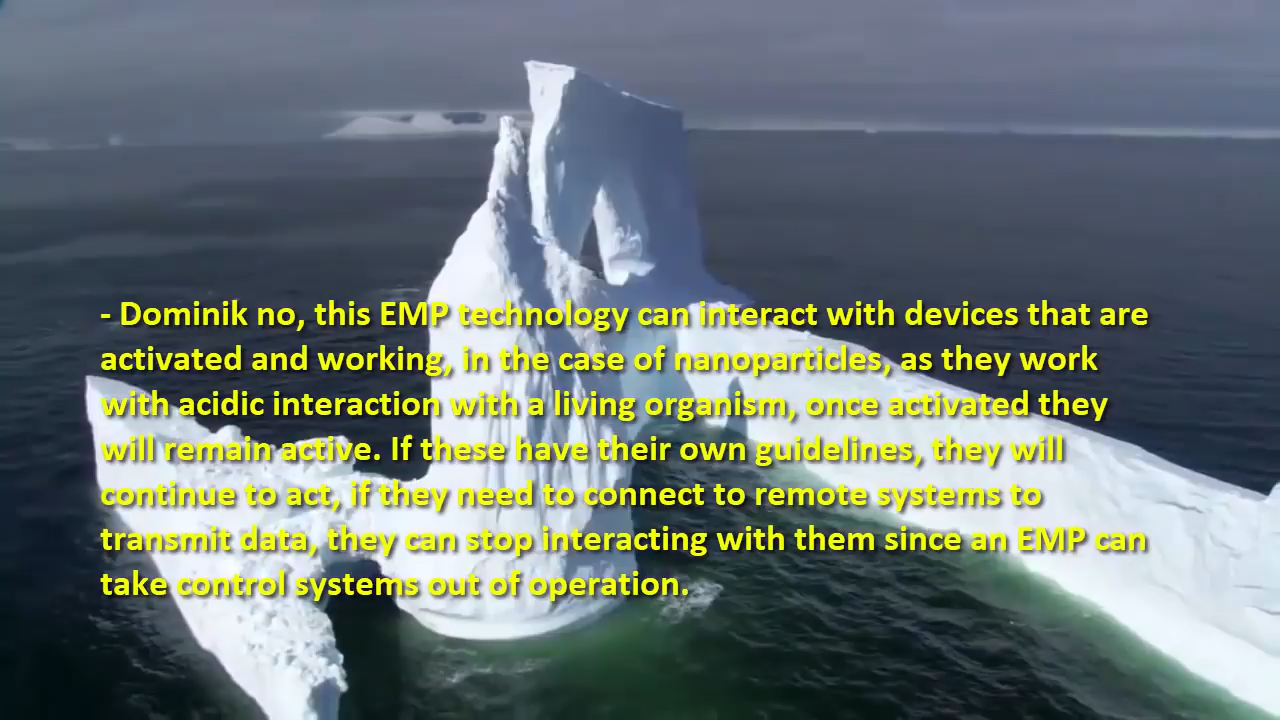 - Dominik no, this EMP technology can interact with devices that are
activated and working, in the case of nanoparticles, as they work
with acidic interaction with a living organism, once activated they
will remain active. If these have their own guidelines, they will
continue to act, if they need to connect to remote systems to
transmit data, they can stop interacting with them since an EMP can
take control systems out of operation.